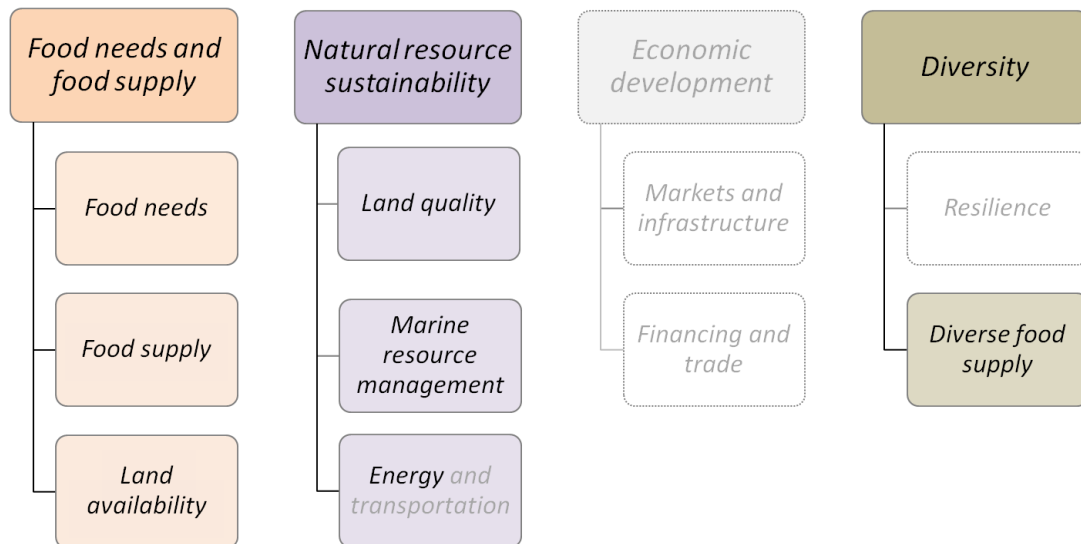 Food needs and
food supply
Food needs
Food supply
Land
availability
Natural resource
sustainability
Land quality
Marine
resource
management
Energy and
transportation
Economic
development
Markets and
infrastructure
Financing and
trade
Diversity
Resilience
Diverse food
supply